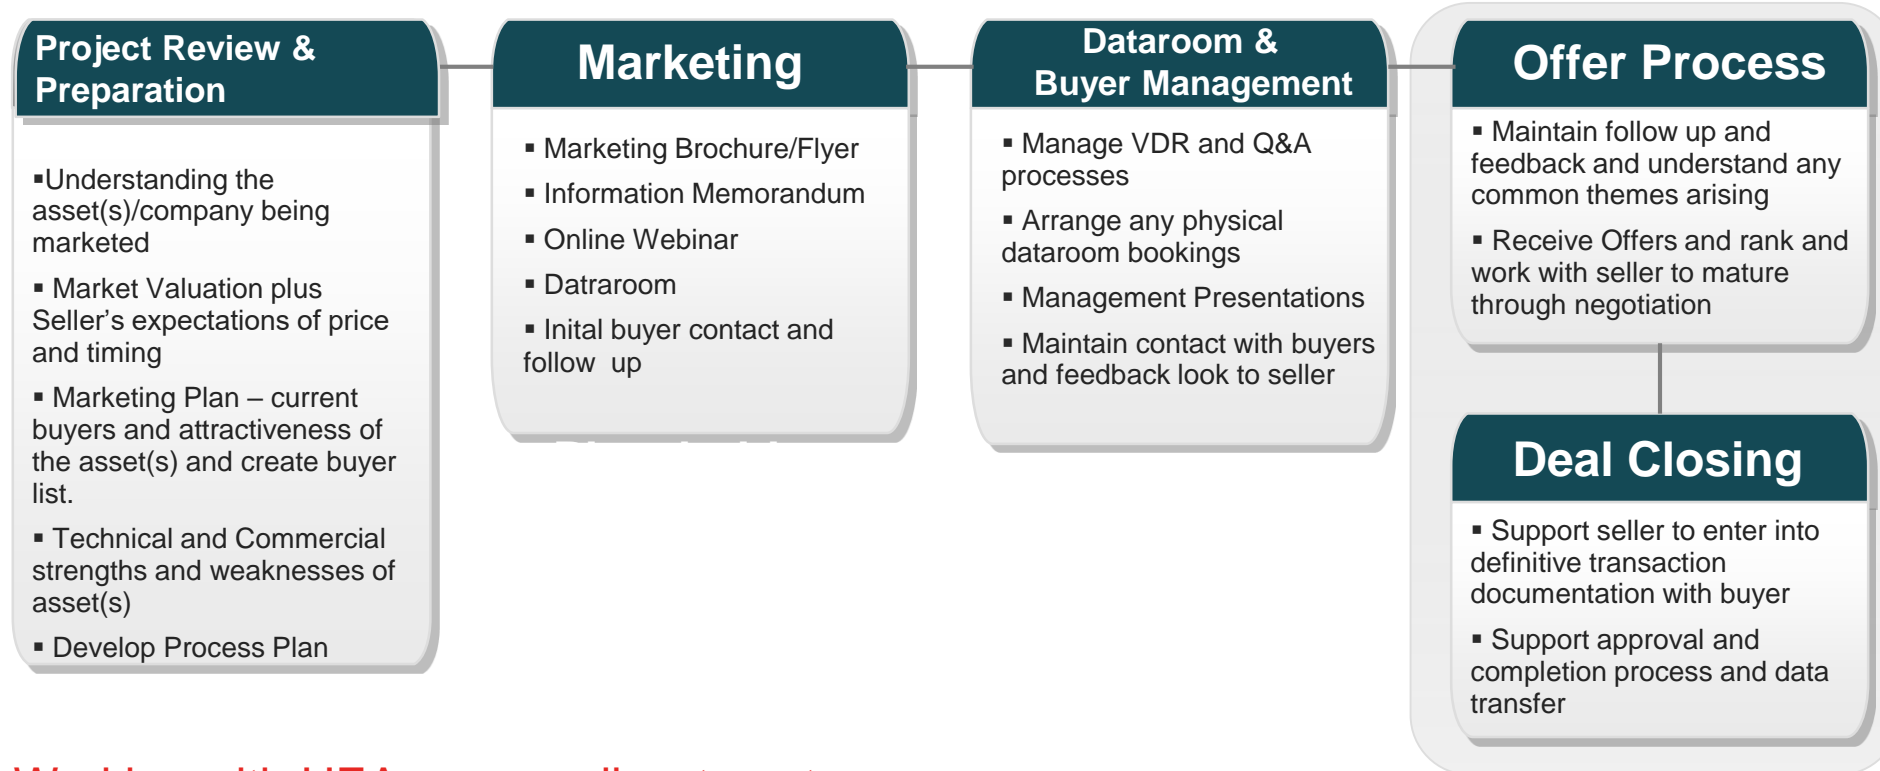 Project Review &
Preparation
▪Understanding the
asset(s)/company being
marketed
▪ Market Valuation plus
Seller's expectations of price
and timing
▪ Marketing Plan – current
buyers and attractiveness of
the asset(s) and create buyer
list.
▪ Technical and Commercial
strengths and weaknesses of
asset(s)
▪ Develop Process Plan
Marketing
▪ Marketing Brochure/Flyer
▪ Information Memorandum
▪ Online Webinar
▪ Datraroom
▪ Inital buyer contact and
follow  up
Dataroom &
Buyer Management
▪ Manage VDR and Q&A
processes
▪ Arrange any physical
dataroom bookings
▪ Management Presentations
▪ Maintain contact with buyers
and feedback look to seller
Offer Process
▪ Maintain follow up and
feedback and understand any
common themes arising
▪ Receive Offers and rank and
work with seller to mature
through negotiation
Deal Closing
▪ Support seller to enter into
definitive transaction
documentation with buyer
▪ Support approval and
completion process and data
transfer